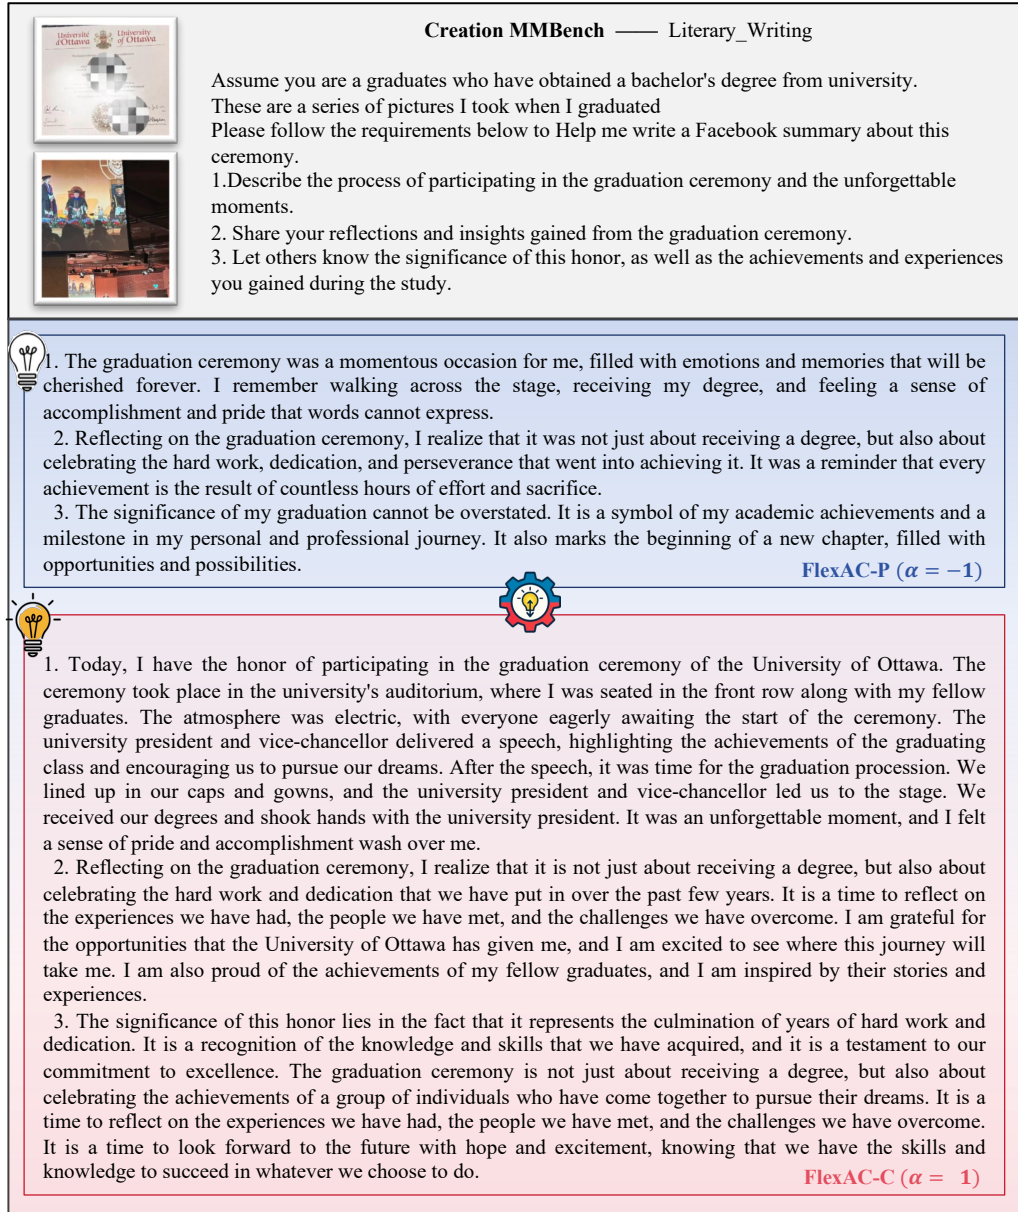 Creation MMBench —— Literary_Writing
Université d'Ottawa
University of Ottawa
Assume you are a graduates who have obtained a bachelor's degree from university.
These are a series of pictures I took when I graduated
Please follow the requirements below to Help me write a Facebook summary about this
ceremony.
1.Describe the process of participating in the graduation ceremony and the unforgettable
moments.
2. Share your reflections and insights gained from the graduation ceremony.
3. Let others know the significance of this honor, as well as the achievements and experiences
you gained during the study.
1. The graduation ceremony was a momentous occasion for me, filled with emotions and memories that will be
cherished forever. I remember walking across the stage, receiving my degree, and feeling a sense of
accomplishment and pride that words cannot express.
2. Reflecting on the graduation ceremony, I realize that it was not just about receiving a degree, but also about
celebrating the hard work, dedication, and perseverance that went into achieving it. It was a reminder that every
achievement is the result of countless hours of effort and sacrifice.
3. The significance of my graduation cannot be overstated. It is a symbol of my academic achievements and a
milestone in my personal and professional journey. It also marks the beginning of a new chapter, filled with
opportunities and possibilities.
FlexAC-P (α = −1)
1. Today, I have the honor of participating in the graduation ceremony of the University of Ottawa. The
ceremony took place in the university's auditorium, where I was seated in the front row along with my fellow
graduates. The atmosphere was electric, with everyone eagerly awaiting the start of the ceremony. The
university president and vice-chancellor delivered a speech, highlighting the achievements of the graduating
class and encouraging us to pursue our dreams. After the speech, it was time for the graduation procession. We
lined up in our caps and gowns, and the university president and vice-chancellor led us to the stage. We
received our degrees and shook hands with the university president. It was an unforgettable moment, and I felt
a sense of pride and accomplishment wash over me.
2. Reflecting on the graduation ceremony, I realize that it is not just about receiving a degree, but also about
celebrating the hard work and dedication that we have put in over the past few years. It is a time to reflect on
the experiences we have had, the people we have met, and the challenges we have overcome. I am grateful for
the opportunities that the University of Ottawa has given me, and I am excited to see where this journey will
take me. I am also proud of the achievements of my fellow graduates, and I am inspired by their stories and
experiences.
3. The significance of this honor lies in the fact that it represents the culmination of years of hard work and
dedication. It is a recognition of the knowledge and skills that we have acquired, and it is a testament to our
commitment to excellence. The graduation ceremony is not just about receiving a degree, but also about
celebrating the achievements of a group of individuals who have come together to pursue their dreams. It is a
time to reflect on the experiences we have had, the people we have met, and the challenges we have overcome.
It is a time to look forward to the future with hope and excitement, knowing that we have the skills and
knowledge to succeed in whatever we choose to do.
FlexAC-C (α = 1)